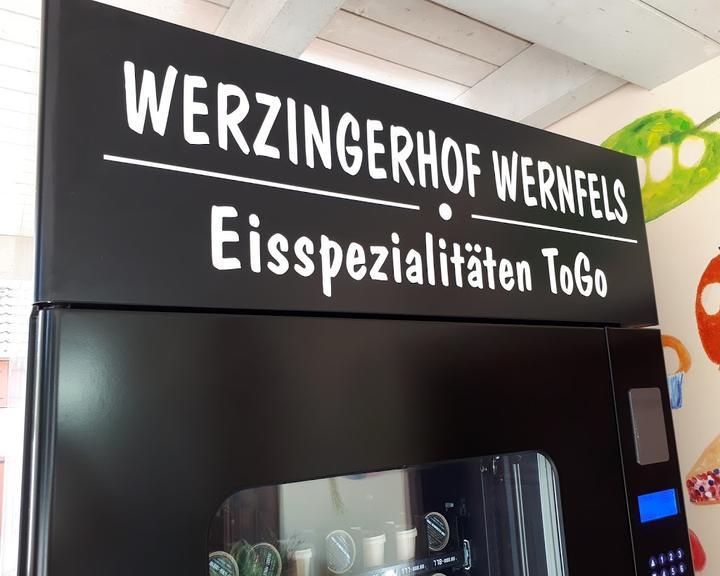 WERZINGERHOF WERNFELS
Eisspezialitäten ToGo